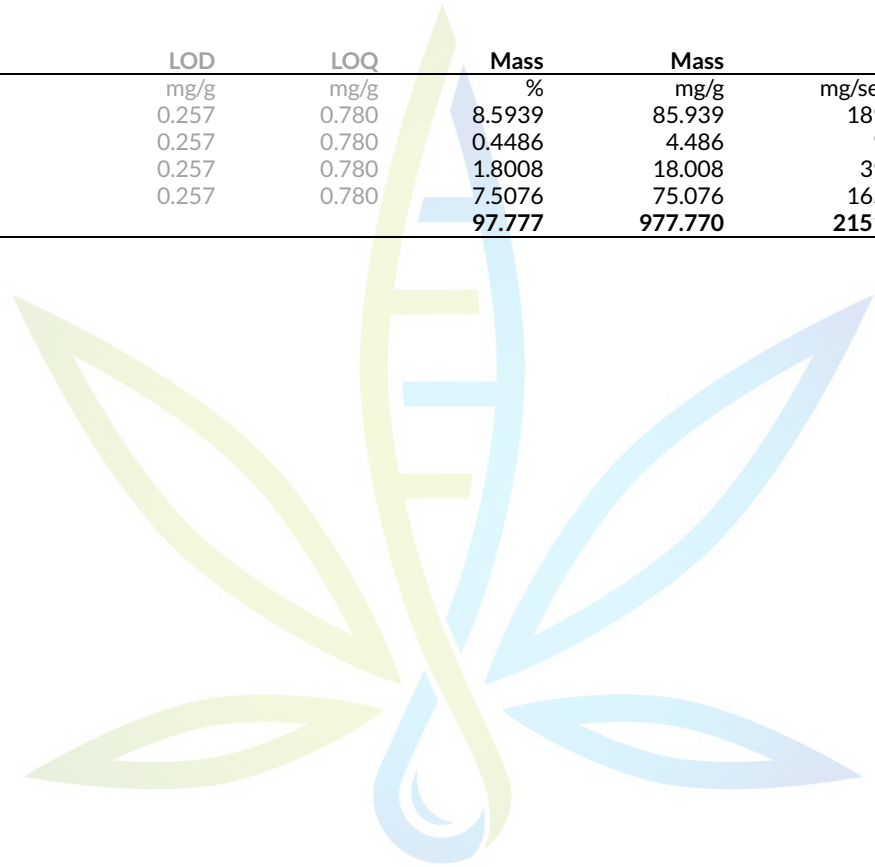 LOD LOQ Mass Mass
mg/g mg/g % mg/g
0.257 0.780 8.5939 85.939
0.257 0.780 0.4486 4.486
0.257 0.780 1.8008 18.008
0.257 0.780 7.5076 75.076
97.777 977.770